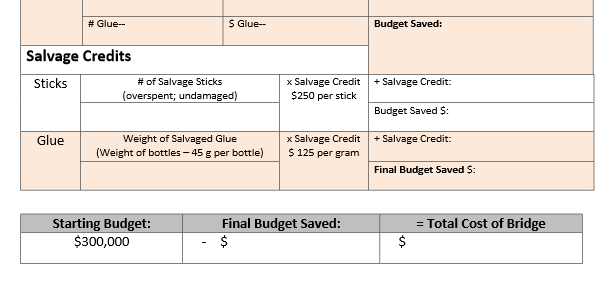 # Glue--
$ Glue--
Budget Saved:
Salvage Credits
Sticks
# of Salvage Sticks
(overspent; undamaged)
x Salvage Credit
$250 per stick
+ Salvage Credit:
Budget Saved $:
Glue
Weight of Salvaged Glue
(Weight of bottles – 45 g per bottle)
x Salvage Credit
$ 125 per gram
+ Salvage Credit:
Final Budget Saved $:
Starting Budget:
Final Budget Saved:
= Total Cost of Bridge
$300,000
- $
$